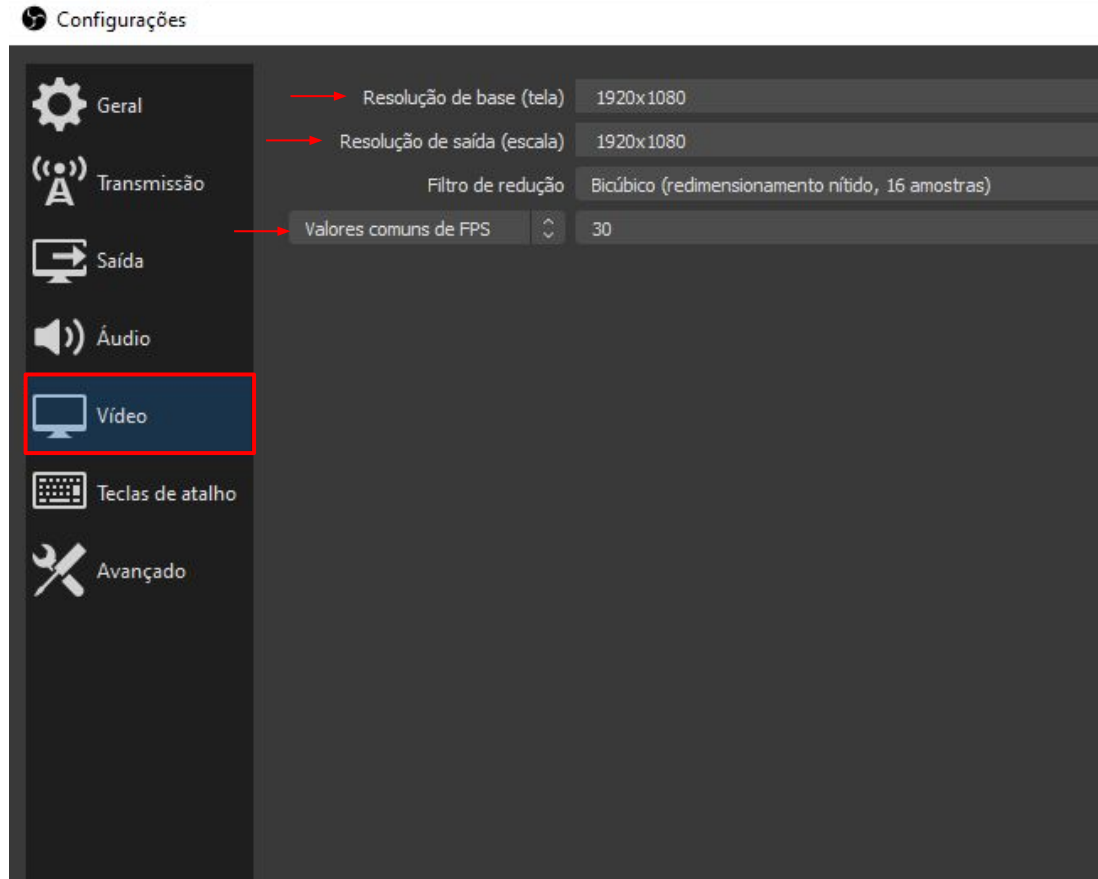 Configurações
Geral
Transmissão
Saída
Áudio
Vídeo
Teclas de atalho
Avançado
Resolução de base (tela) 1920x1080
Resolução de saída (escala) 1920x1080
Filtro de redução Bicúbico (redimensionamento nítido, 16 amostras)
Valores comuns de FPS 30